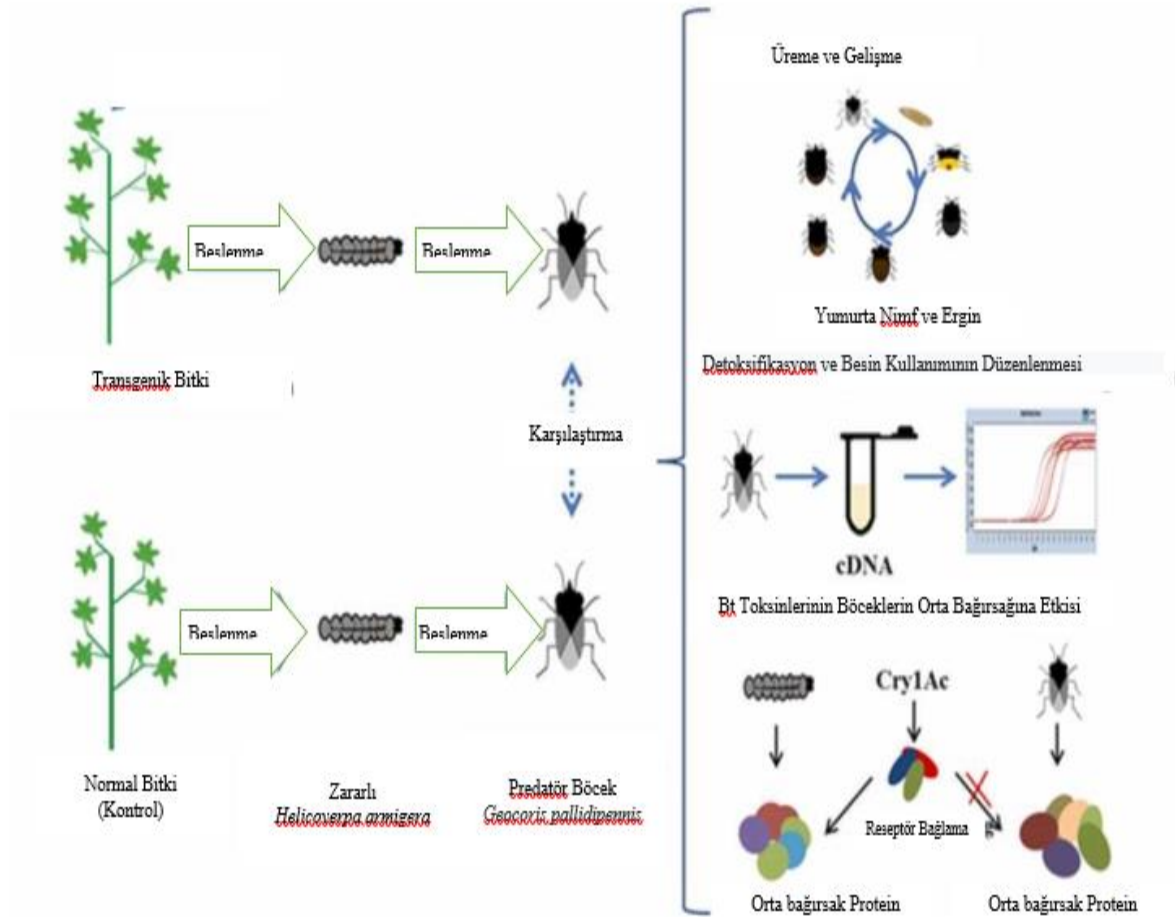 Transgenik Bitki
Beslenme
Beslenme
Karşılaştırma
Beslenme
Beslenme
Normal Bitki
(Kontrol)
Zararlı
Helicoverpa armigera
Predatör Böcek
Geocoris pallidipennis
Üreme ve Gelişme
Yumurta Nimf ve Ergin
Detoksifikasyon ve Besin Kullanımının Düzenlenmesi
cDNA
Bt Toksinlerinin Böceklerin Orta Bağırsağına Etkisi
Cry1Ac
Reseptör Bağlama
Orta bağırsak Protein
Orta bağırsak Protein